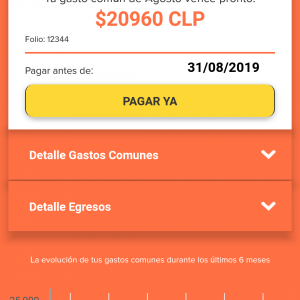 Tu gasto común de Agosto vence pronto:
$20960 CLP
Folio: 12344
Pagar antes de:
31/08/2019
PAGAR YA
Detalle Gastos Comunes
Detalle Egresos
La evolución de tus gastos comunes durante los últimos 6 meses
25.000